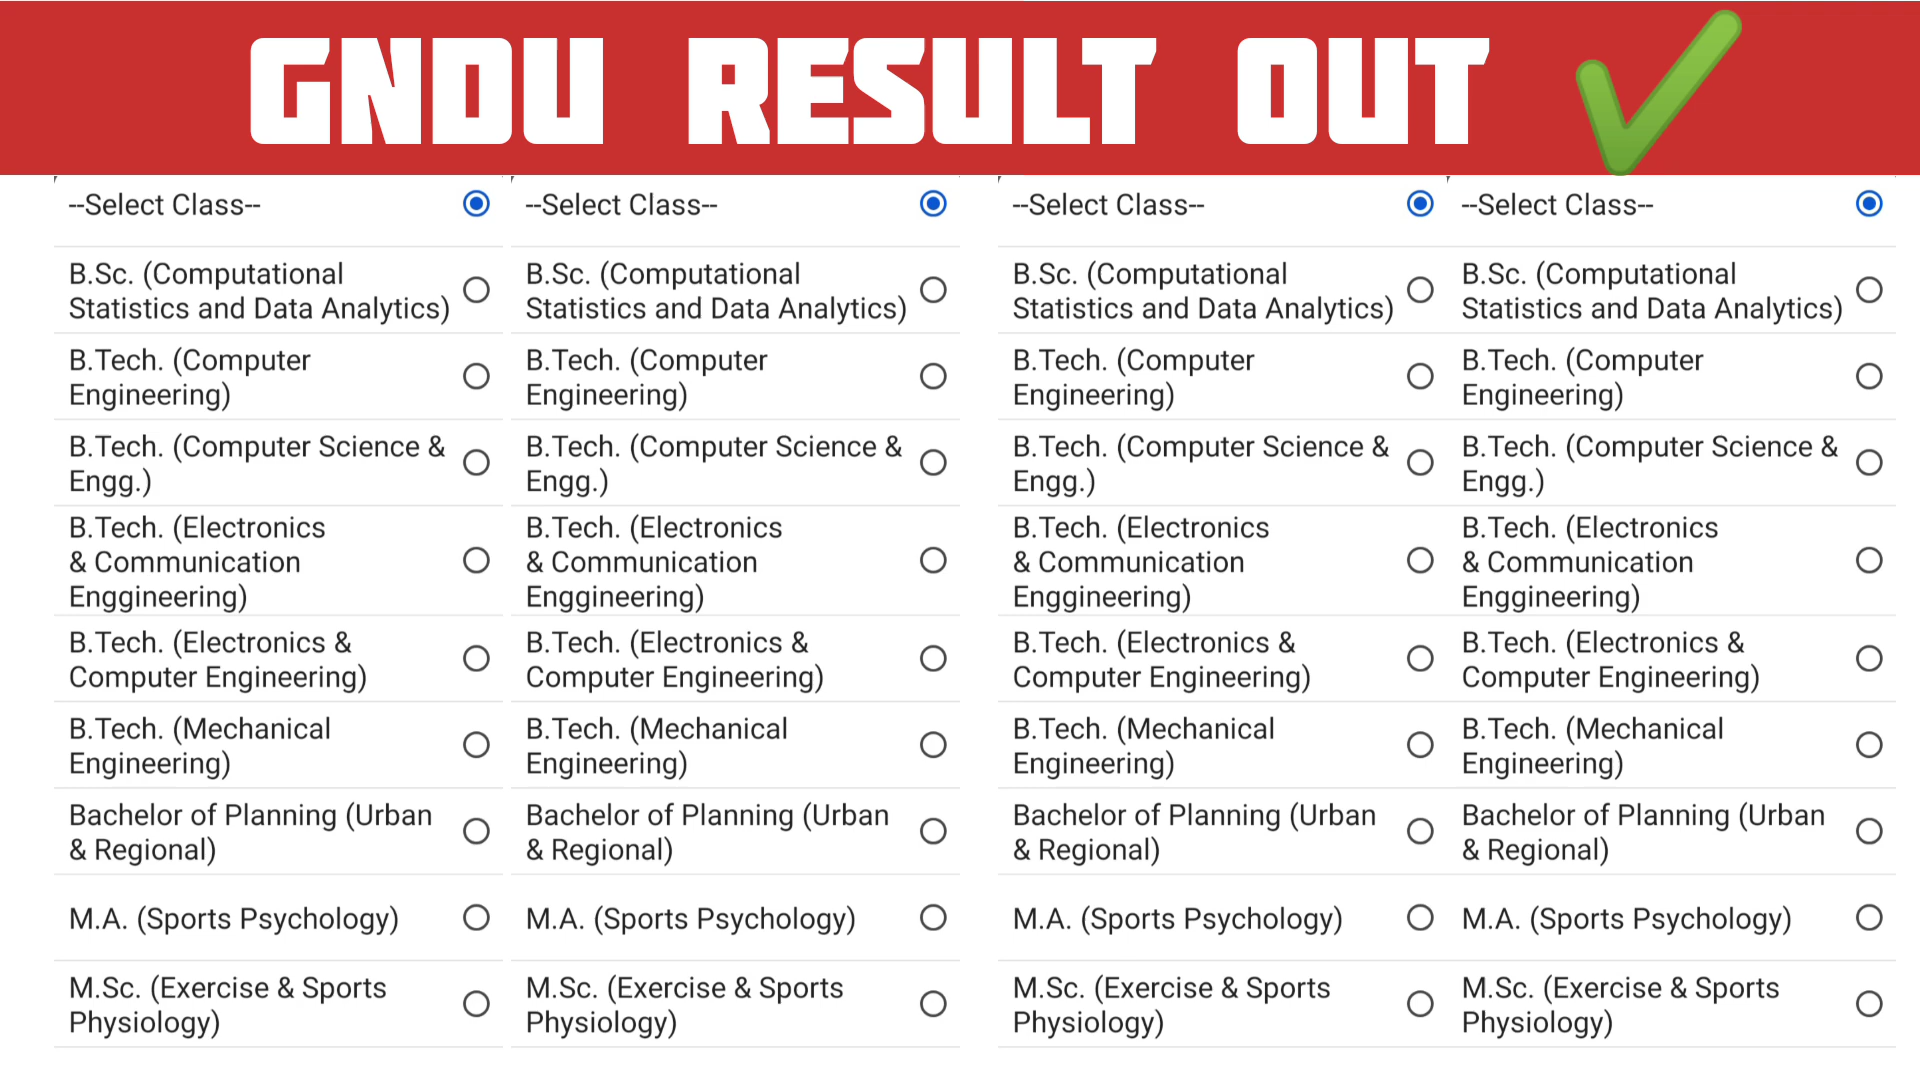 GNDU RESULT OUT
--Select Class--
B.Sc. (Computational
Statistics and Data Analytics)
B.Tech. (Computer
Engineering)
B.Tech. (Computer Science &
Engg.)
B.Tech. (Electronics
& Communication
Enggineering)
B.Tech. (Electronics &
Computer Engineering)
B.Tech. (Mechanical
Engineering)
Bachelor of Planning (Urban
& Regional)
M.A. (Sports Psychology)
M.Sc. (Exercise & Sports
Physiology)
--Select Class--
B.Sc. (Computational
Statistics and Data Analytics)
B.Tech. (Computer
Engineering)
B.Tech. (Computer Science &
Engg.)
B.Tech. (Electronics
& Communication
Enggineering)
B.Tech. (Electronics &
Computer Engineering)
B.Tech. (Mechanical
Engineering)
Bachelor of Planning (Urban
& Regional)
M.A. (Sports Psychology)
M.Sc. (Exercise & Sports
Physiology)
--Select Class--
B.Sc. (Computational
Statistics and Data Analytics)
B.Tech. (Computer
Engineering)
B.Tech. (Computer Science &
Engg.)
B.Tech. (Electronics
& Communication
Enggineering)
B.Tech. (Electronics &
Computer Engineering)
B.Tech. (Mechanical
Engineering)
Bachelor of Planning (Urban
& Regional)
M.A. (Sports Psychology)
M.Sc. (Exercise & Sports
Physiology)
--Select Class--
B.Sc. (Computational
Statistics and Data Analytics)
B.Tech. (Computer
Engineering)
B.Tech. (Computer Science &
Engg.)
B.Tech. (Electronics
& Communication
Enggineering)
B.Tech. (Electronics &
Computer Engineering)
B.Tech. (Mechanical
Engineering)
Bachelor of Planning (Urban
& Regional)
M.A. (Sports Psychology)
M.Sc. (Exercise & Sports
Physiology)